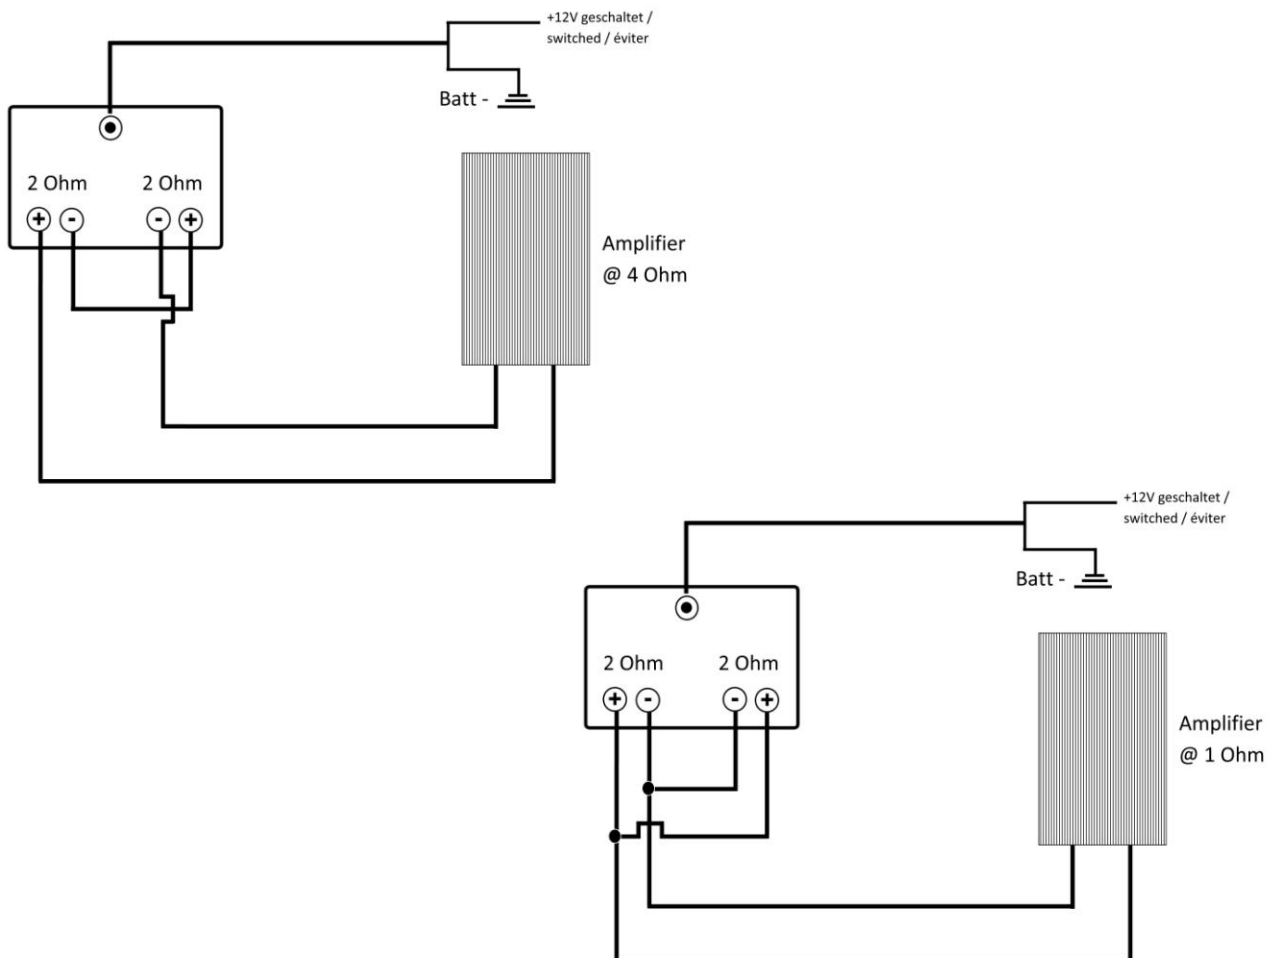 +12V geschaltet /
switched / éviter
Batt -
2 Ohm 2 Ohm
+ - - +
Amplifier
@ 4 Ohm
+12V geschaltet /
switched / éviter
Batt -
2 Ohm 2 Ohm
+ - - +
Amplifier
@ 1 Ohm